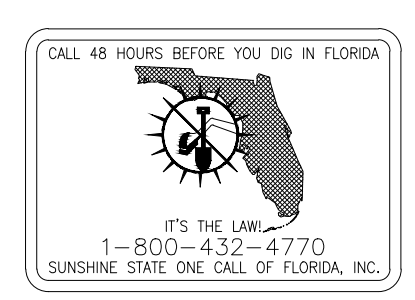 CALL 48 HOURS BEFORE YOU DIG IN FLORIDA
IT'S THE LAW!
1-800-432-4770
SUNSHINE STATE ONE CALL OF FLORIDA, INC.